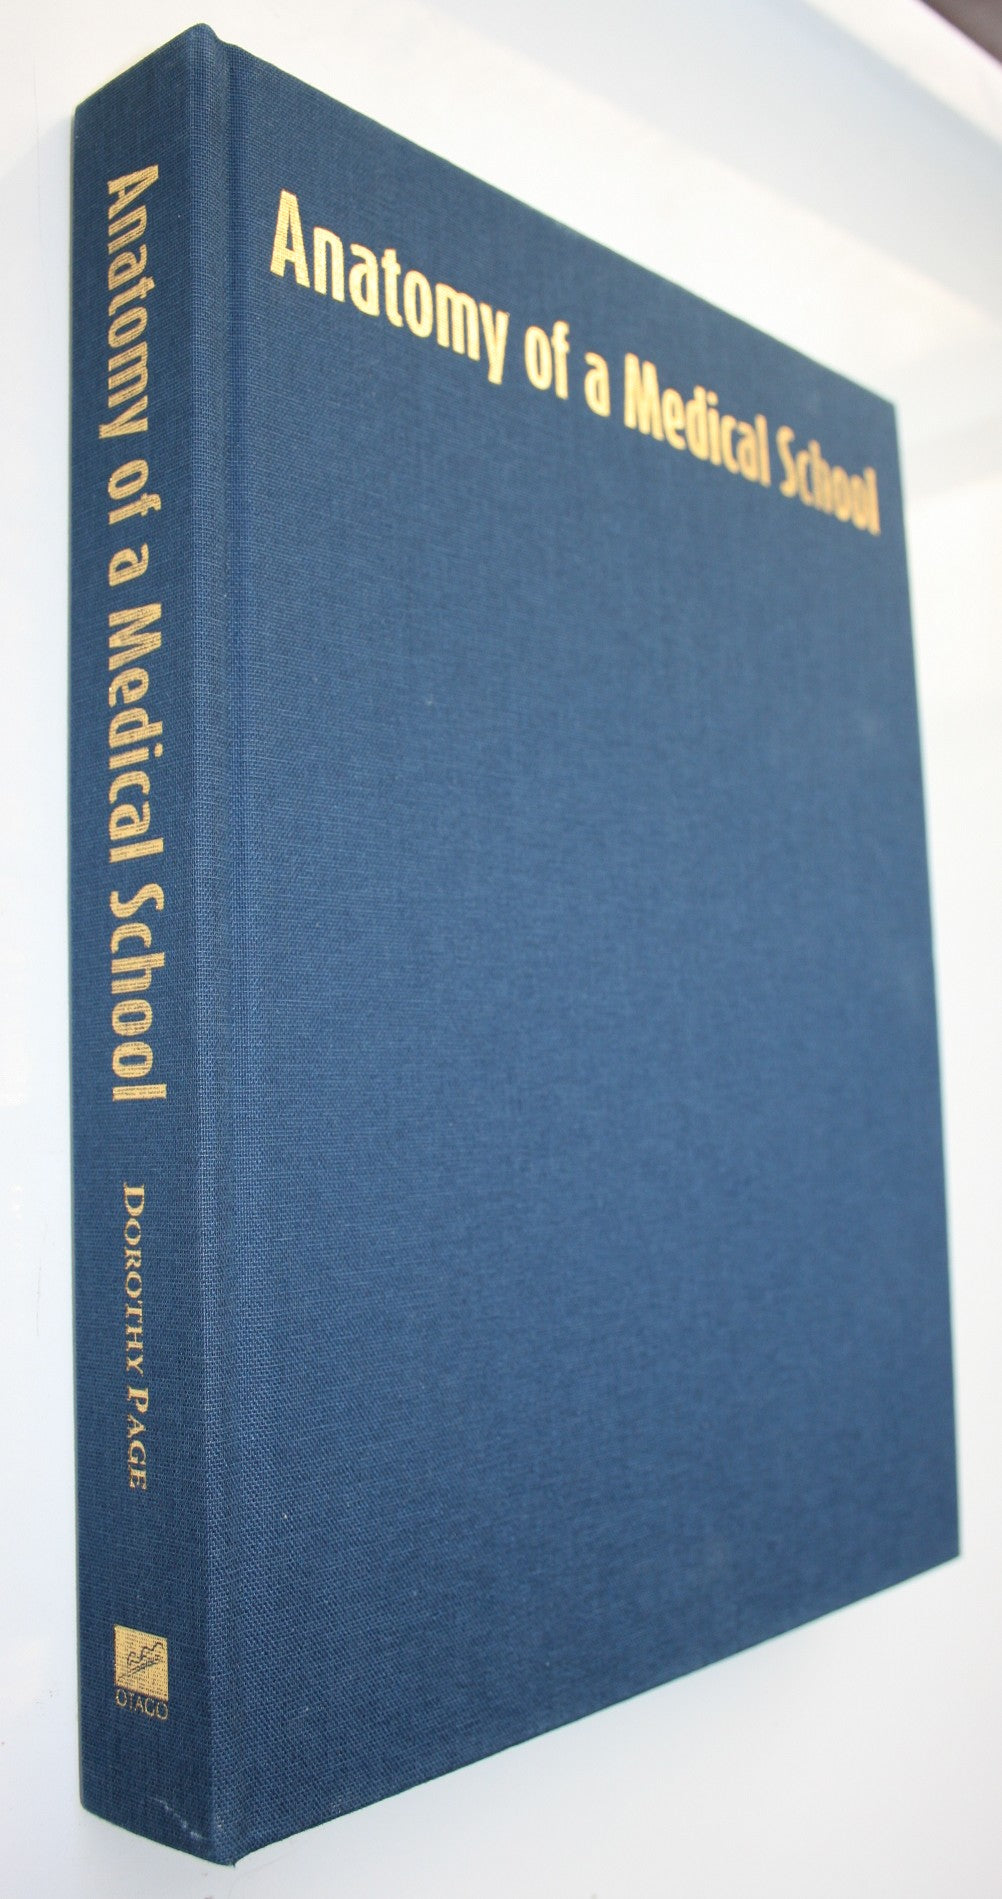 Anatomy of a Medical School
Anatomy of a Medical School
DOROTHY PAGE
OTAGO